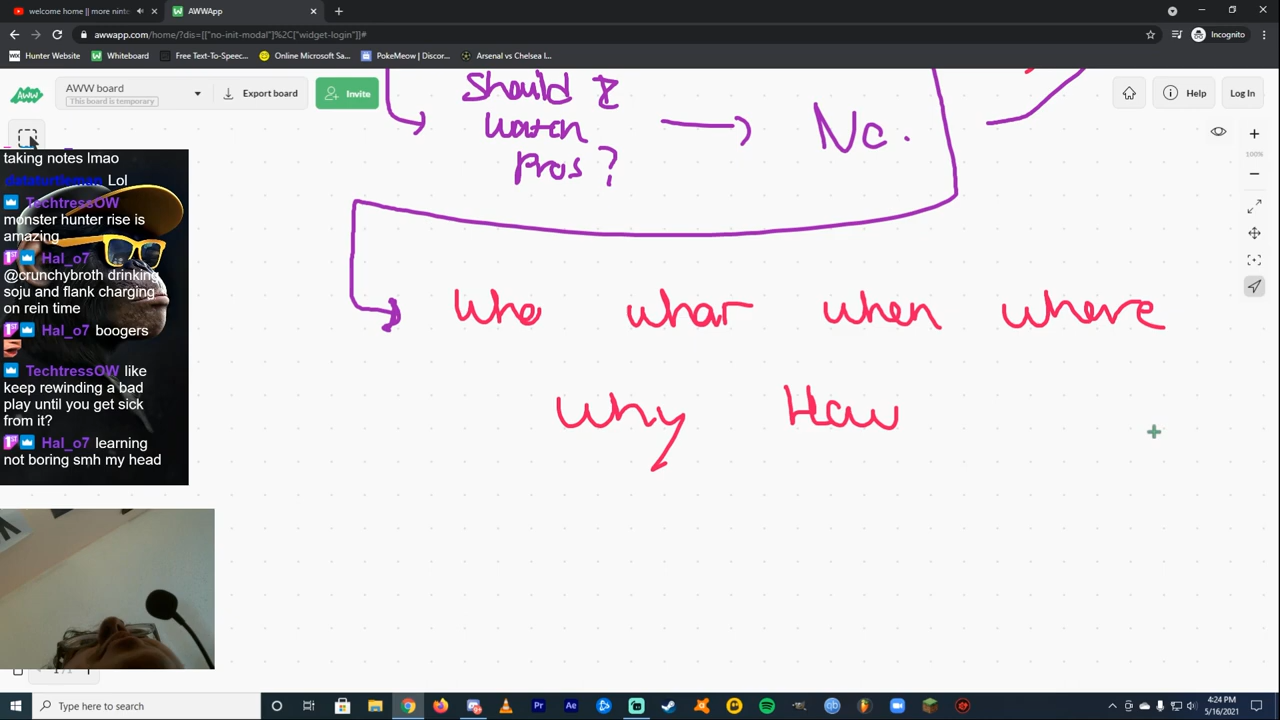 welcome home || more ninten
AWWApp
awwapp.com/home/?dis=[["no-init-modal"]%2C["widget-login"]]#
Incognito
Hunter Website
Whiteboard
Free Text-To-Speec...
Online Microsoft Sa...
PokeMeow | Discor...
Arsenal vs Chelsea l...
AWW board
This board is temporary
Export board
Invite
Help
Log In
100%
Should I
watch
Pros?
No.
who what when where
why How
taking notes lmao
Lol
TechtressOW
monster hunter rise is
amazing
Hal_o7
@crunchybroth drinking
soju and flank charging
on rein time
Hal_o7 boogers
TechtressOW like
keep rewinding a bad
play until you get sick
from it?
Hal_o7 learning
not boring smh my head
Type here to search
4:24 PM
5/16/2021